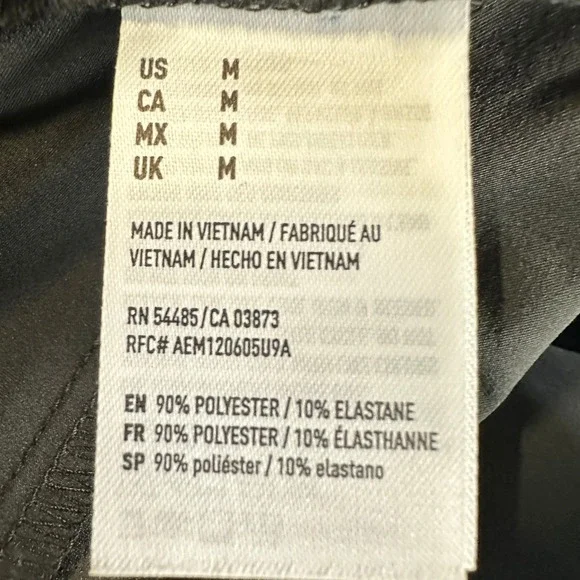 US M
CA M
MX M
UK M
MADE IN VIETNAM / FABRIQUÉ AU
VIETNAM / HECHO EN VIETNAM
RN 54485/CA 03873
RFC# AEM120605U9A
EN 90% POLYESTER / 10% ELASTANE
FR 90% POLYESTER / 10% ÉLASTHANNE
SP 90% poliéster / 10% elastano